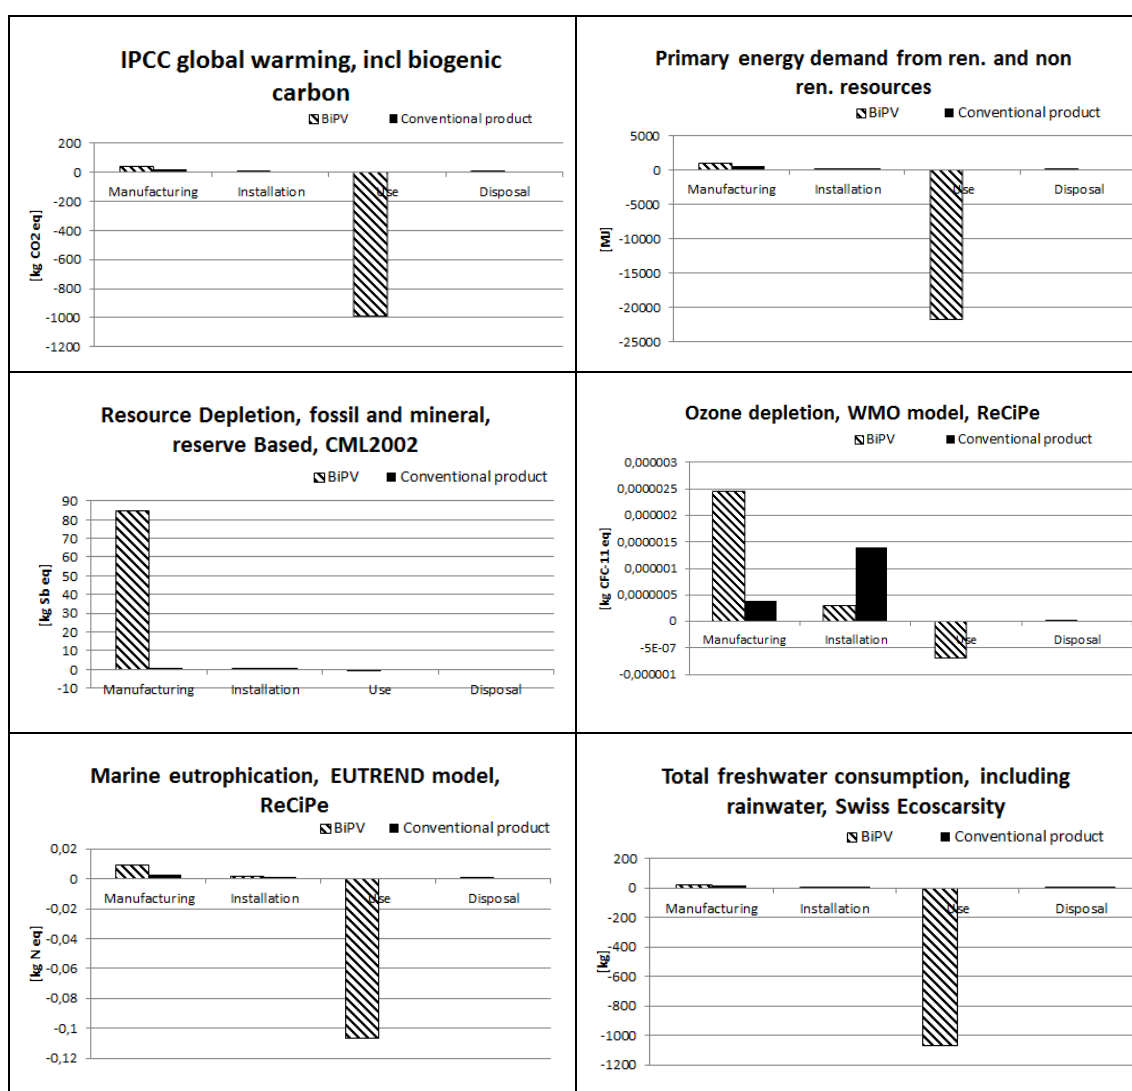 IPCC global warming, incl biogenic
carbon
BiPV Conventional product
200
0
-200
-400
-600
-800
-1000
-1200
[kg CO2 eq]
Manufacturing Installation Use Disposal
Primary energy demand from ren. and non
ren. resources
BiPV Conventional product
5000
0
-5000
-10000
-15000
-20000
-25000
[MJ]
Manufacturing Installation Use Disposal
Resource Depletion, fossil and mineral,
reserve Based, CML2002
BiPV Conventional product
90
80
70
60
50
40
30
20
10
0
-10
[kg Sb eq]
Manufacturing Installation Use Disposal
Ozone depletion, WMO model, ReCiPe
BiPV Conventional product
0,000003
0,0000025
0,000002
0,0000015
0,000001
0,0000005
0
-5E-07
-0,000001
[kg CFC-11 eq]
Manufacturing Installation Use Disposal
Marine eutrophication, EUTREND model,
ReCiPe
BiPV Conventional product
0,02
0
-0,02
-0,04
-0,06
-0,08
-0,1
-0,12
[kg N eq]
Manufacturing Installation Use Disposal
Total freshwater consumption, including
rainwater, Swiss Ecoscarsity
BiPV Conventional product
200
0
-200
-400
-600
-800
-1000
-1200
[kg]
Manufacturing Installation Use Disposal